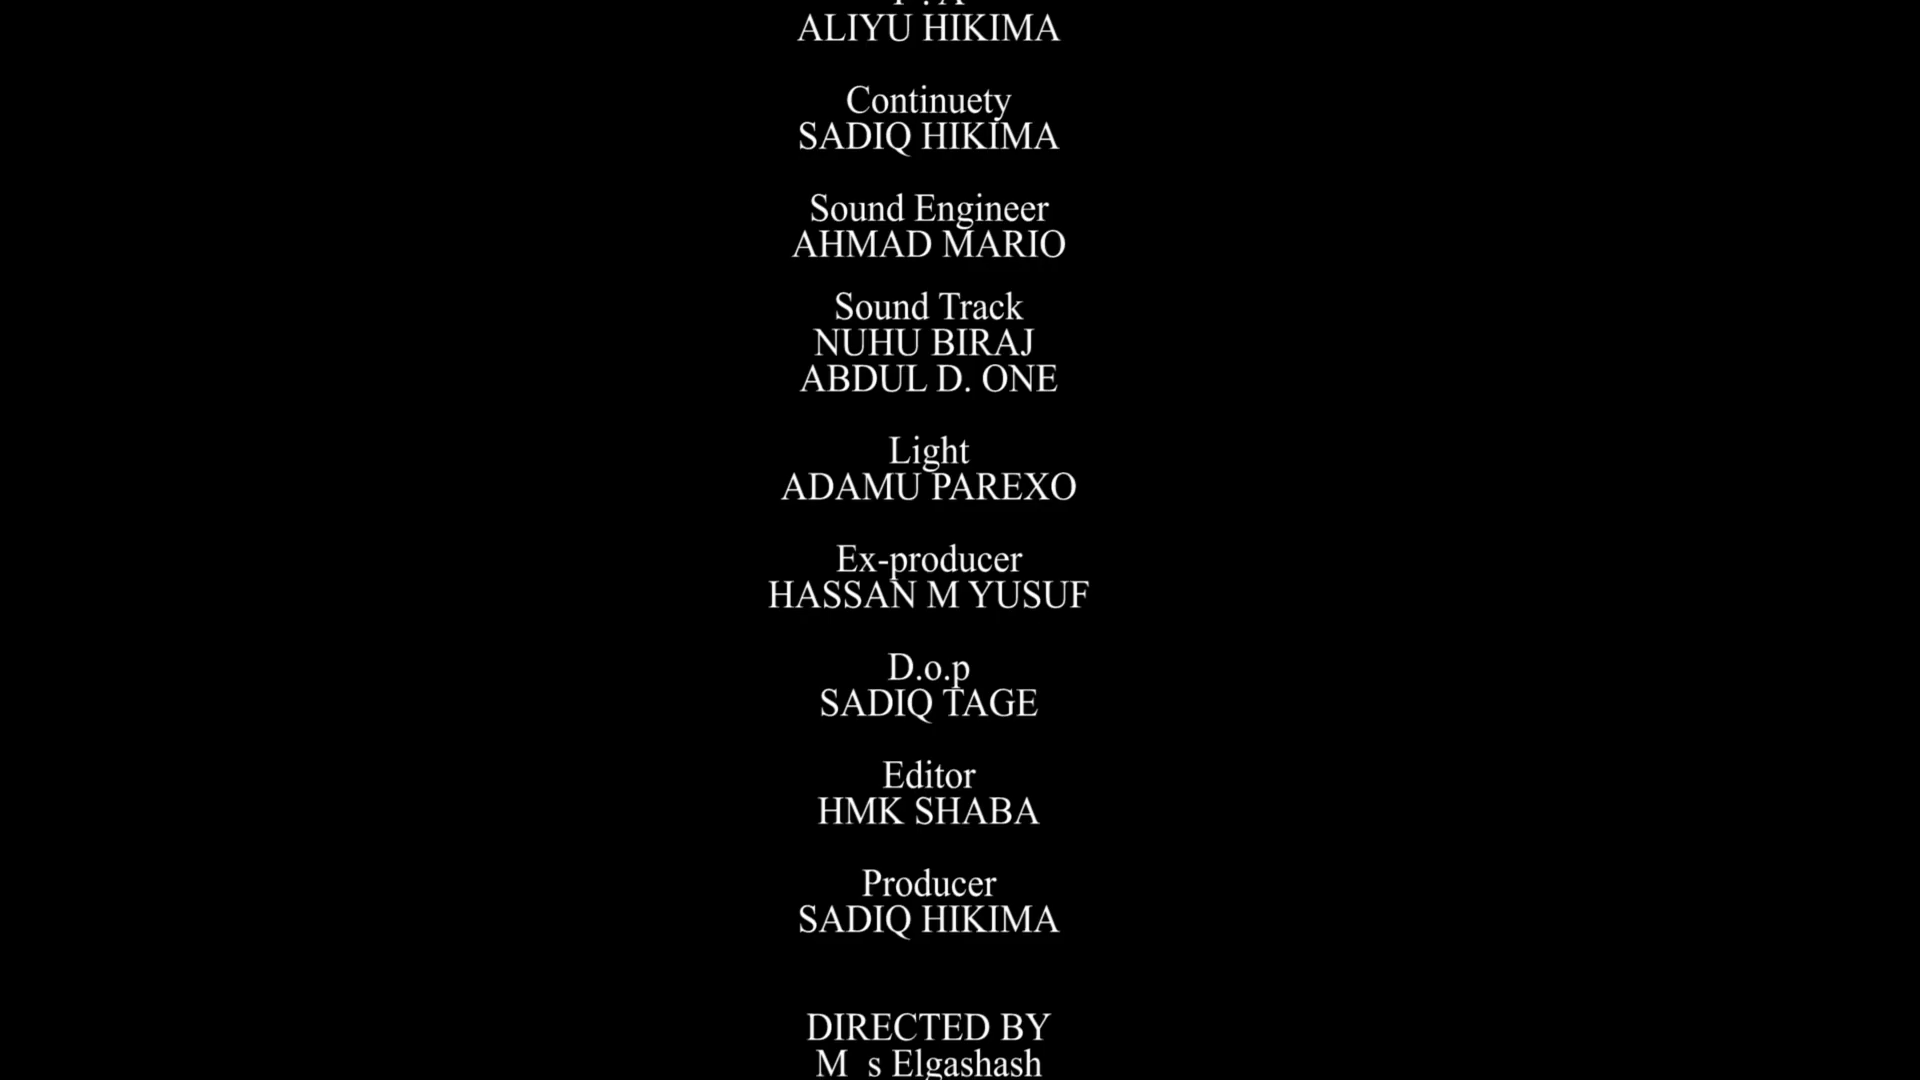 P . A
ALIYU HIKIMA
Continuety
SADIQ HIKIMA
Sound Engineer
AHMAD MARIO
Sound Track
NUHU BIRAJ
ABDUL D. ONE
Light
ADAMU PAREXO
Ex-producer
HASSAN M YUSUF
D.o.p
SADIQ TAGE
Editor
HMK SHABA
Producer
SADIQ HIKIMA
DIRECTED BY
M  s Elgashash